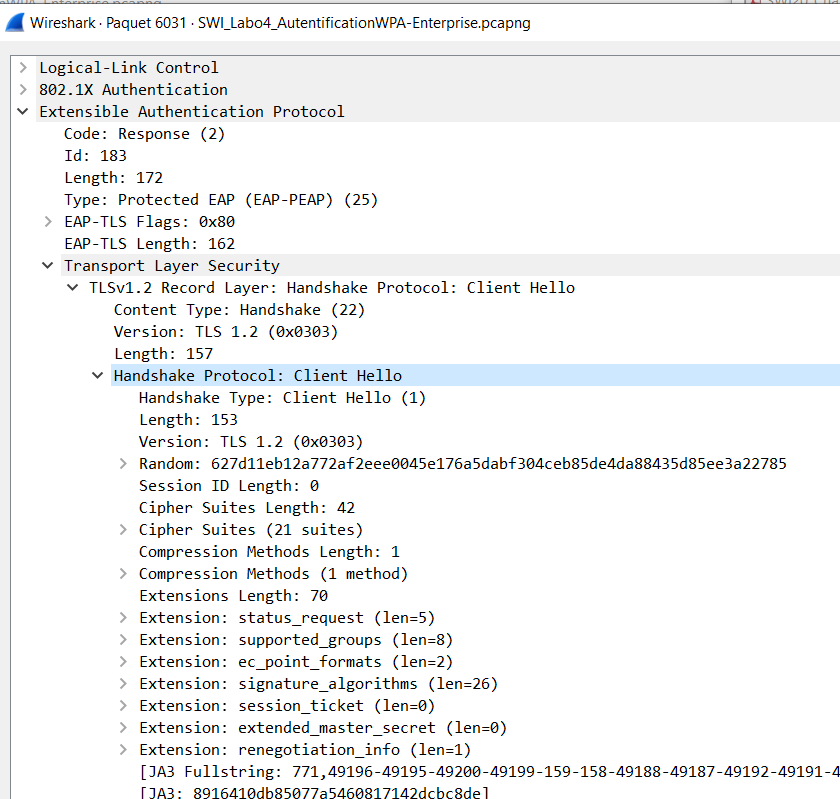 Wireshark · Paquet 6031 · SWI_Labo4_AutentificationWPA-Enterprise.pcapng
Logical-Link Control
802.1X Authentication
Extensible Authentication Protocol
Code: Response (2)
Id: 183
Length: 172
Type: Protected EAP (EAP-PEAP) (25)
EAP-TLS Flags: 0x80
EAP-TLS Length: 162
Transport Layer Security
TLSv1.2 Record Layer: Handshake Protocol: Client Hello
Content Type: Handshake (22)
Version: TLS 1.2 (0x0303)
Length: 157
Handshake Protocol: Client Hello
Handshake Type: Client Hello (1)
Length: 153
Version: TLS 1.2 (0x0303)
Random: 627d11eb12a772af2eee0045e176a5dabf304ceb85de4da88435d85ee3a22785
Session ID Length: 0
Cipher Suites Length: 42
Cipher Suites (21 suites)
Compression Methods Length: 1
Compression Methods (1 method)
Extensions Length: 70
Extension: status_request (len=5)
Extension: supported_groups (len=8)
Extension: ec_point_formats (len=2)
Extension: signature_algorithms (len=26)
Extension: session_ticket (len=0)
Extension: extended_master_secret (len=0)
Extension: renegotiation_info (len=1)
[JA3 Fullstring: 771,49196-49195-49200-49199-159-158-49188-49187-49192-49191-4
[JA3: 8916410db85077a5460817142dcbc8de]